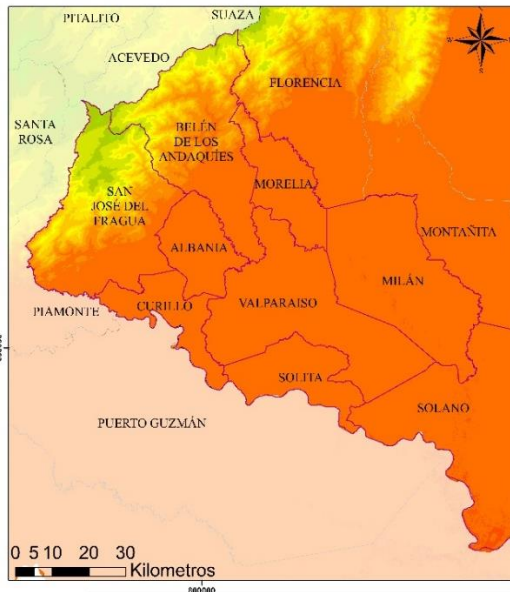 PITALITO
SUAZA
ACEVEDO
FLORENCIA
SANTA
ROSA
BELÉN
DE LOS
ANDAQUÍES
MORELIA
SAN
JOSÉ DEL
FRAGUA
MONTAÑITA
ALBANIA
MILÁN
PIAMONTE
CURILLO
VALPARAISO
SOLITA
SOLANO
PUERTO GUZMÁN
0 5 10 20 30
Kilometros